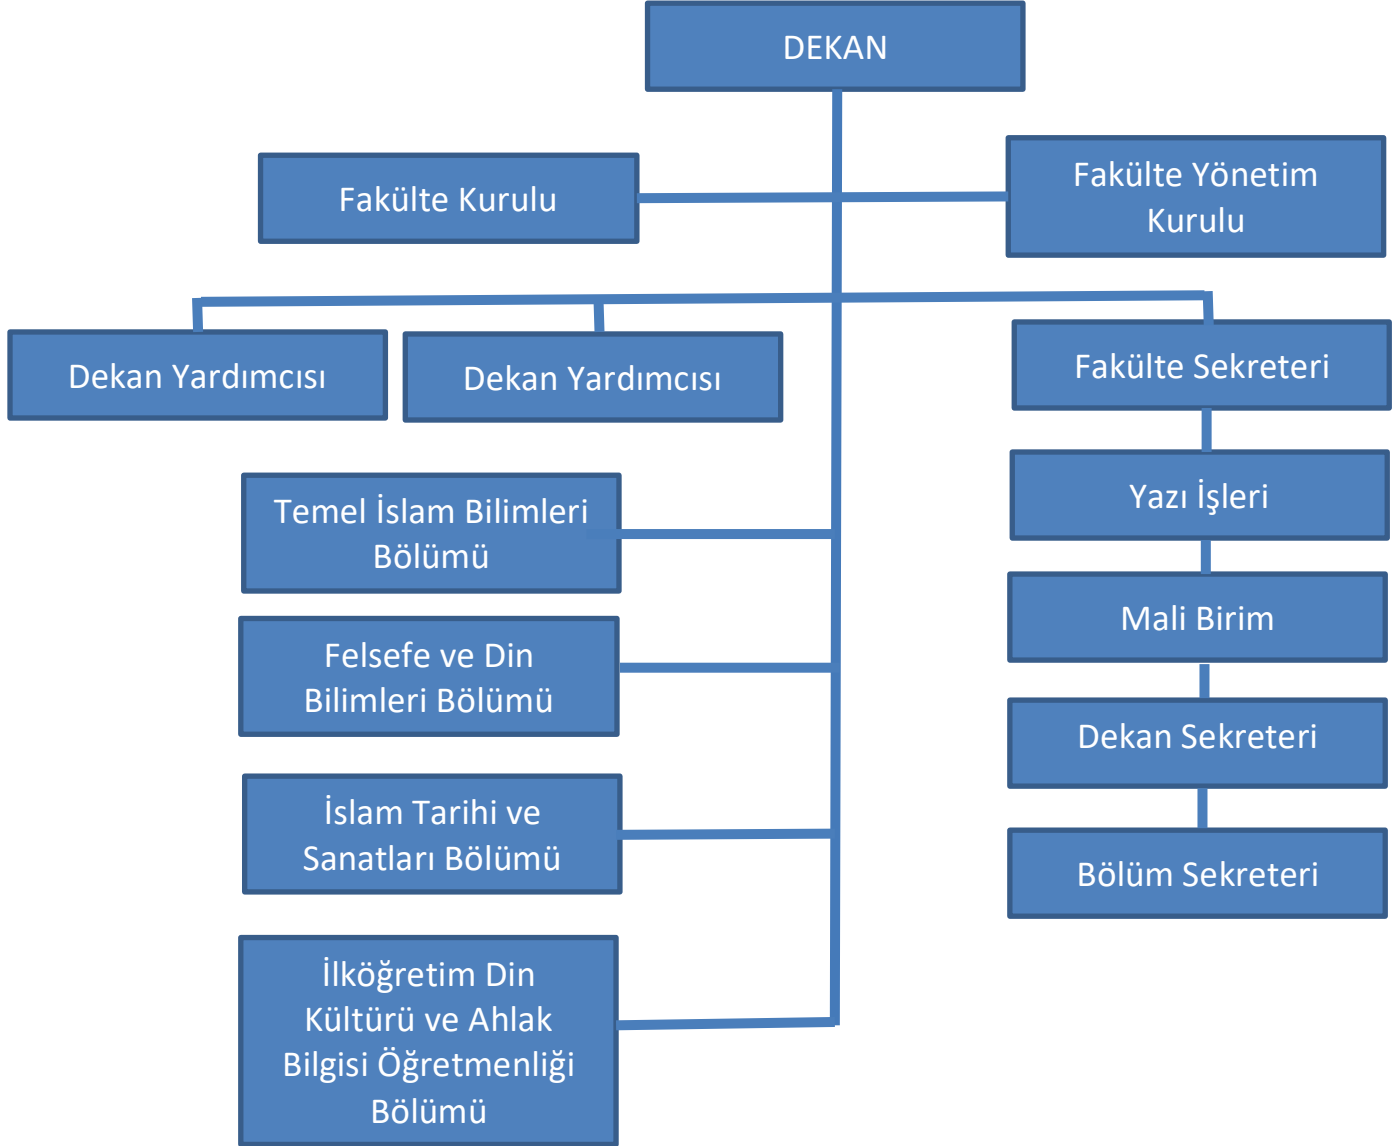 DEKAN
Fakülte Kurulu
Fakülte Yönetim
Kurulu
Dekan Yardımcısı
Dekan Yardımcısı
Fakülte Sekreteri
Temel İslam Bilimleri
Bölümü
Felsefe ve Din
Bilimleri Bölümü
İslam Tarihi ve
Sanatları Bölümü
İlköğretim Din
Kültürü ve Ahlak
Bilgisi Öğretmenliği
Bölümü
Yazı İşleri
Mali Birim
Dekan Sekreteri
Bölüm Sekreteri